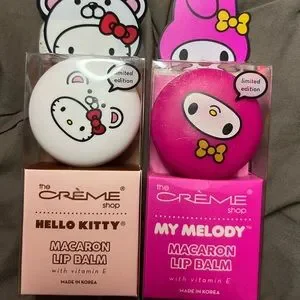 limited
edition
limited
edition
the
CRÈME
shop
HELLO KITTY®
MACARON
LIP BALM
with vitamin E
MADE IN KOREA
the
CRÈME
shop
MY MELODY™
MACARON
LIP BALM
with vitamin E
MADE IN KOREA